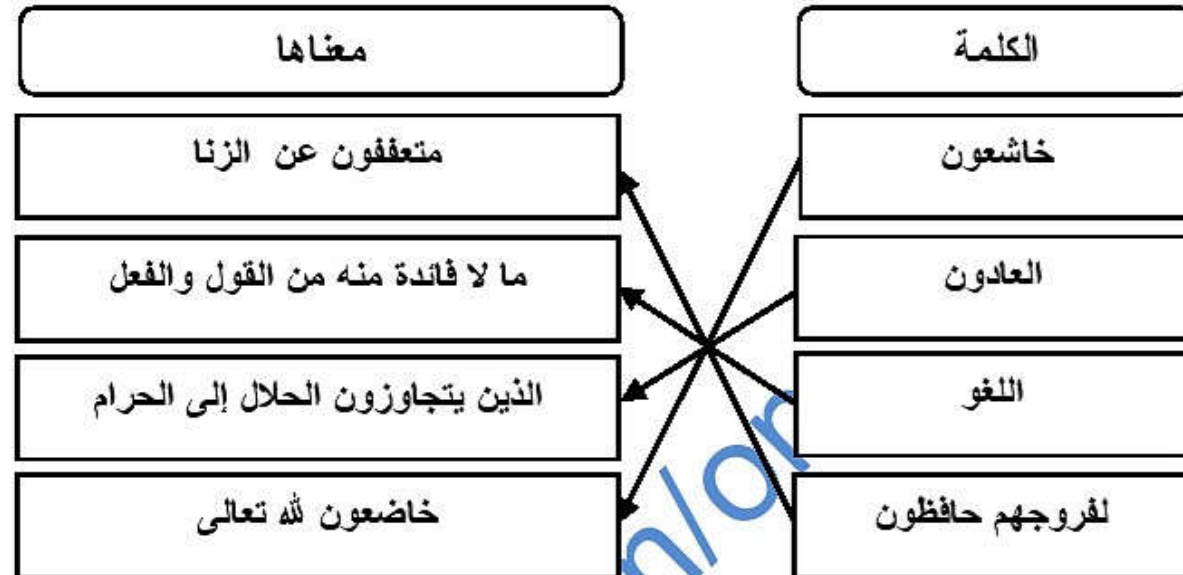 الكلمة
معناها
خاشعون
متعففون عن الزنا
العادون
ما لا فائدة منه من القول والفعل
اللغو
الذين يتجاوزون الحلال إلى الحرام
لفروجهم حافظون
خاضعون لله تعالى